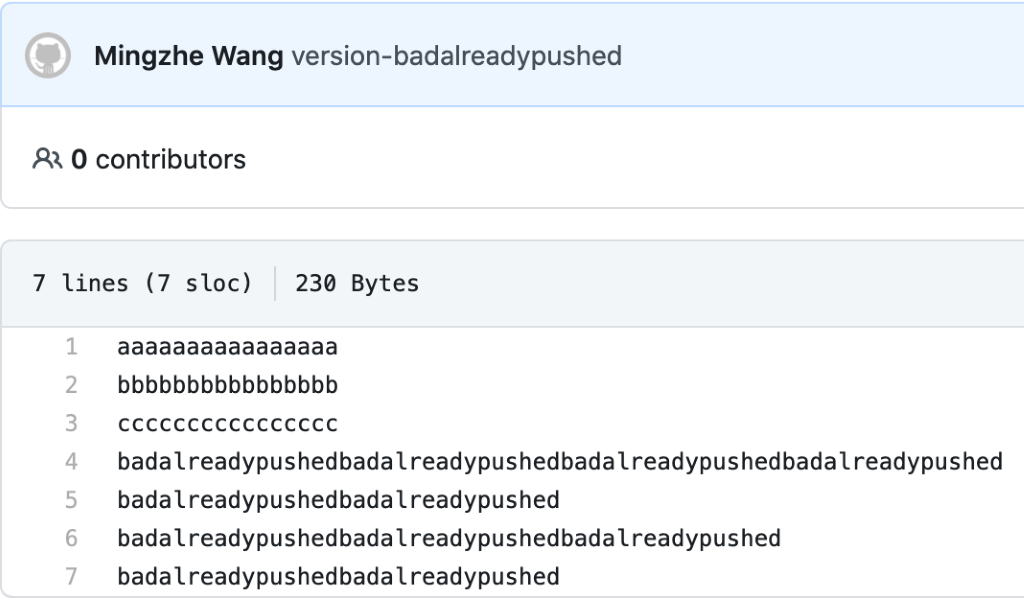 Mingzhe Wang version-badalreadypushed
0 contributors
7 lines (7 sloc) 230 Bytes
1 aaaaaaaaaaaaaaaa
2 bbbbbbbbbbbbbbbb
3 cccccccccccccccc
4 badalreadypushedbadalreadypushedbadalreadypushedbadalreadypushed
5 badalreadypushedbadalreadypushed
6 badalreadypushedbadalreadypushedbadalreadypushed
7 badalreadypushedbadalreadypushed